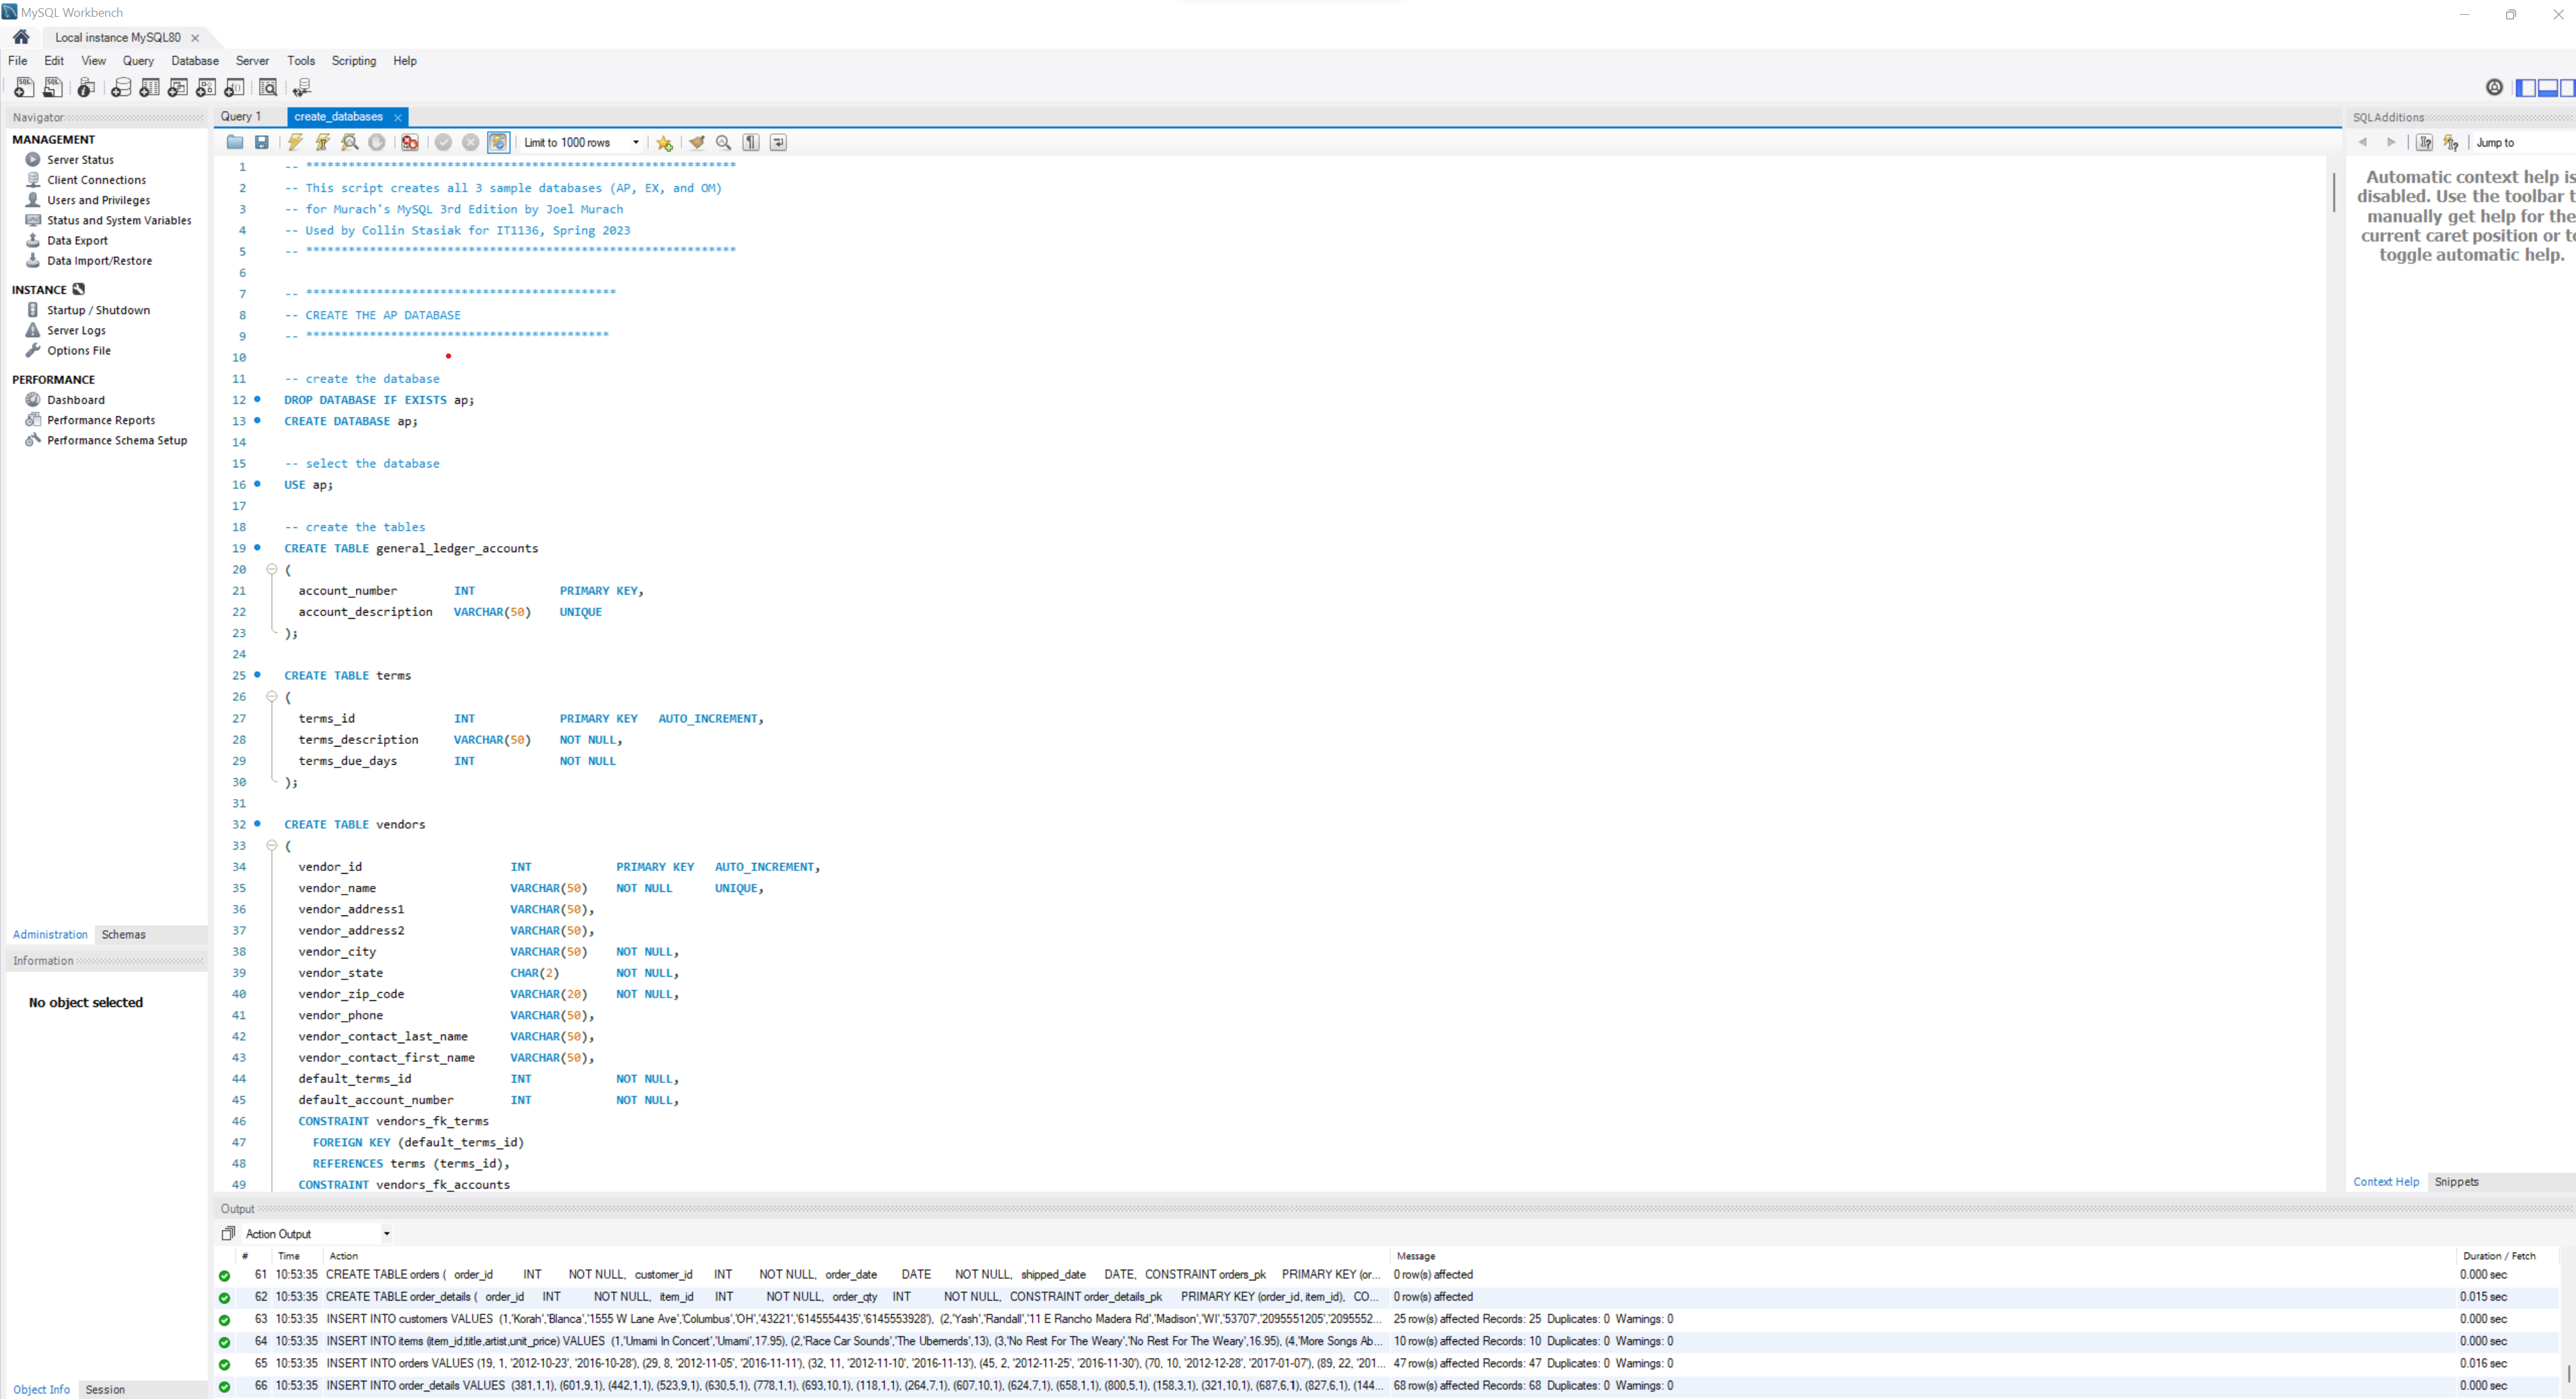 MySQL Workbench
Local instance MySQL80
File Edit View Query Database Server Tools Scripting Help
Navigator
MANAGEMENT
Server Status
Client Connections
Users and Privileges
Status and System Variables
Data Export
Data Import/Restore
INSTANCE
Startup / Shutdown
Server Logs
Options File
PERFORMANCE
Dashboard
Performance Reports
Performance Schema Setup
Administration Schemas
Information
No object selected
Object Info Session
Query 1 create_databases
Limit to 1000 rows
1 -- *************************************************************
2 -- This script creates all 3 sample databases (AP, EX, and OM)
3 -- for Murach's MySQL 3rd Edition by Joel Murach
4 -- Used by Collin Stasiak for IT1136, Spring 2023
5 -- *************************************************************
6
7 -- ********************************************
8 -- CREATE THE AP DATABASE
9 -- *******************************************
10
11 -- create the database
12 DROP DATABASE IF EXISTS ap;
13 CREATE DATABASE ap;
14
15 -- select the database
16 USE ap;
17
18 -- create the tables
19 CREATE TABLE general_ledger_accounts
20 (
21 account_number INT PRIMARY KEY,
22 account_description VARCHAR(50) UNIQUE
23 );
24
25 CREATE TABLE terms
26 (
27 terms_id INT PRIMARY KEY AUTO_INCREMENT,
28 terms_description VARCHAR(50) NOT NULL,
29 terms_due_days INT NOT NULL
30 );
31
32 CREATE TABLE vendors
33 (
34 vendor_id INT PRIMARY KEY AUTO_INCREMENT,
35 vendor_name VARCHAR(50) NOT NULL UNIQUE,
36 vendor_address1 VARCHAR(50),
37 vendor_address2 VARCHAR(50),
38 vendor_city VARCHAR(50) NOT NULL,
39 vendor_state CHAR(2) NOT NULL,
40 vendor_zip_code VARCHAR(20) NOT NULL,
41 vendor_phone VARCHAR(50),
42 vendor_contact_last_name VARCHAR(50),
43 vendor_contact_first_name VARCHAR(50),
44 default_terms_id INT NOT NULL,
45 default_account_number INT NOT NULL,
46 CONSTRAINT vendors_fk_terms
47 FOREIGN KEY (default_terms_id)
48 REFERENCES terms (terms_id),
49 CONSTRAINT vendors_fk_accounts
SQLAdditions
Jump to
Automatic context help is
disabled. Use the toolbar t
manually get help for the
current caret position or to
toggle automatic help.
Context Help Snippets
Output
Action Output
# Time Action Message Duration / Fetch
61 10:53:35 CREATE TABLE orders ( order_id INT NOT NULL, customer_id INT NOT NULL, order_date DATE NOT NULL, shipped_date DATE, CONSTRAINT orders_pk PRIMARY KEY (or... 0 row(s) affected 0.000 sec
62 10:53:35 CREATE TABLE order_details ( order_id INT NOT NULL, item_id INT NOT NULL, order_qty INT NOT NULL, CONSTRAINT order_details_pk PRIMARY KEY (order_id, item_id), CO... 0 row(s) affected 0.015 sec
63 10:53:35 INSERT INTO customers VALUES (1,'Korah','Blanca','1555 W Lane Ave','Columbus','OH','43221','6145554435','6145553928'), (2,'Yash','Randall','11 E Rancho Madera Rd','Madison','WI','53707','2095551205','2095552... 25 row(s) affected Records: 25 Duplicates: 0 Warnings: 0 0.000 sec
64 10:53:35 INSERT INTO items (item_id,title,artist,unit_price) VALUES (1,'Umami In Concert','Umami',17.95), (2,'Race Car Sounds','The Ubernerds',13), (3,'No Rest For The Weary','No Rest For The Weary',16.95), (4,'More Songs Ab... 10 row(s) affected Records: 10 Duplicates: 0 Warnings: 0 0.000 sec
65 10:53:35 INSERT INTO orders VALUES (19, 1, '2012-10-23', '2016-10-28'), (29, 8, '2012-11-05', '2016-11-11'), (32, 11, '2012-11-10', '2016-11-13'), (45, 2, '2012-11-25', '2016-11-30'), (70, 10, '2012-12-28', '2017-01-07'), (89, 22, '201... 47 row(s) affected Records: 47 Duplicates: 0 Warnings: 0 0.016 sec
66 10:53:35 INSERT INTO order_details VALUES (381,1,1), (601,9,1), (442,1,1), (523,9,1), (630,5,1), (778,1,1), (693,10,1), (118,1,1), (264,7,1), (607,10,1), (624,7,1), (658,1,1), (800,5,1), (158,3,1), (321,10,1), (687,6,1), (827,6,1), (144... 68 row(s) affected Records: 68 Duplicates: 0 Warnings: 0 0.000 sec